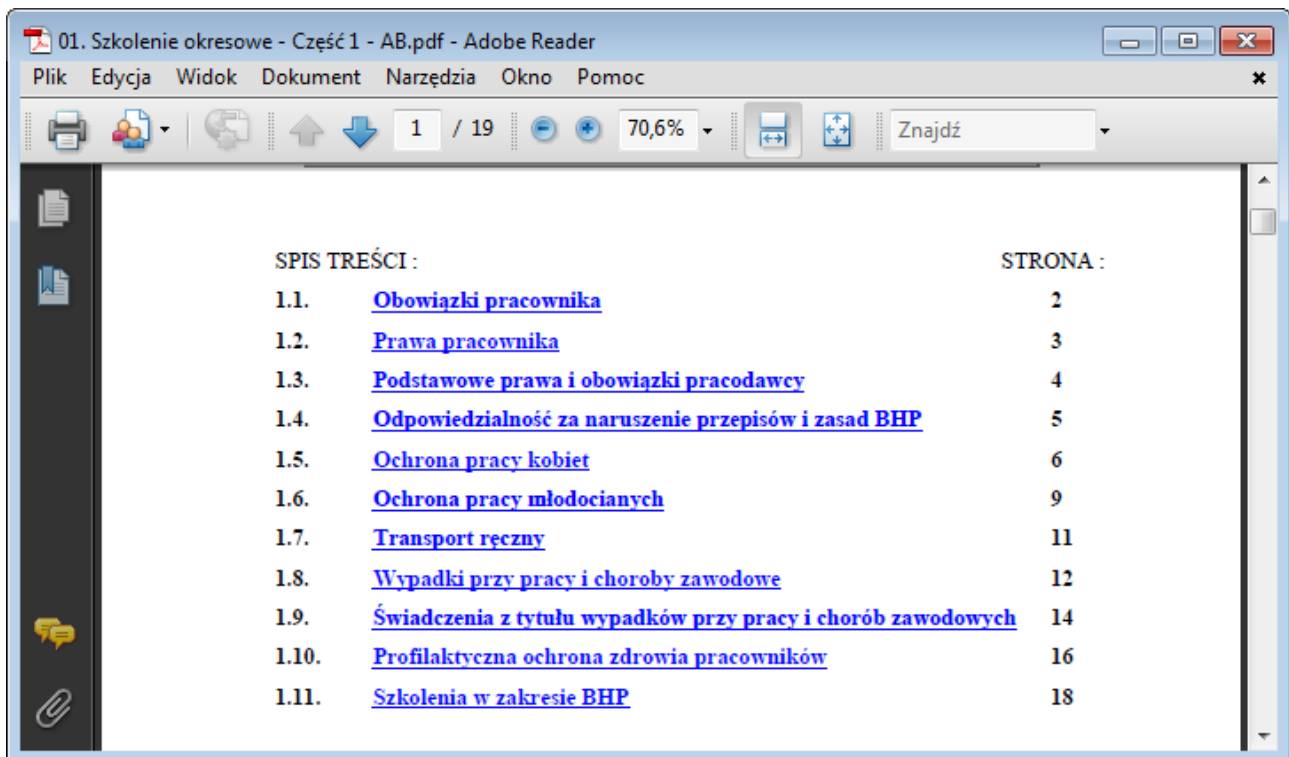 01. Szkolenie okresowe - Część 1 - AB.pdf - Adobe Reader
Plik Edycja Widok Dokument Narzędzia Okno Pomoc
1 / 19 70,6% Znajdź
SPIS TREŚCI : STRONA :
1.1. Obowiązki pracownika 2
1.2. Prawa pracownika 3
1.3. Podstawowe prawa i obowiązki pracodawcy 4
1.4. Odpowiedzialność za naruszenie przepisów i zasad BHP 5
1.5. Ochrona pracy kobiet 6
1.6. Ochrona pracy młodocianych 9
1.7. Transport ręczny 11
1.8. Wypadki przy pracy i choroby zawodowe 12
1.9. Świadczenia z tytułu wypadków przy pracy i chorób zawodowych 14
1.10. Profilaktyczna ochrona zdrowia pracowników 16
1.11. Szkolenia w zakresie BHP 18